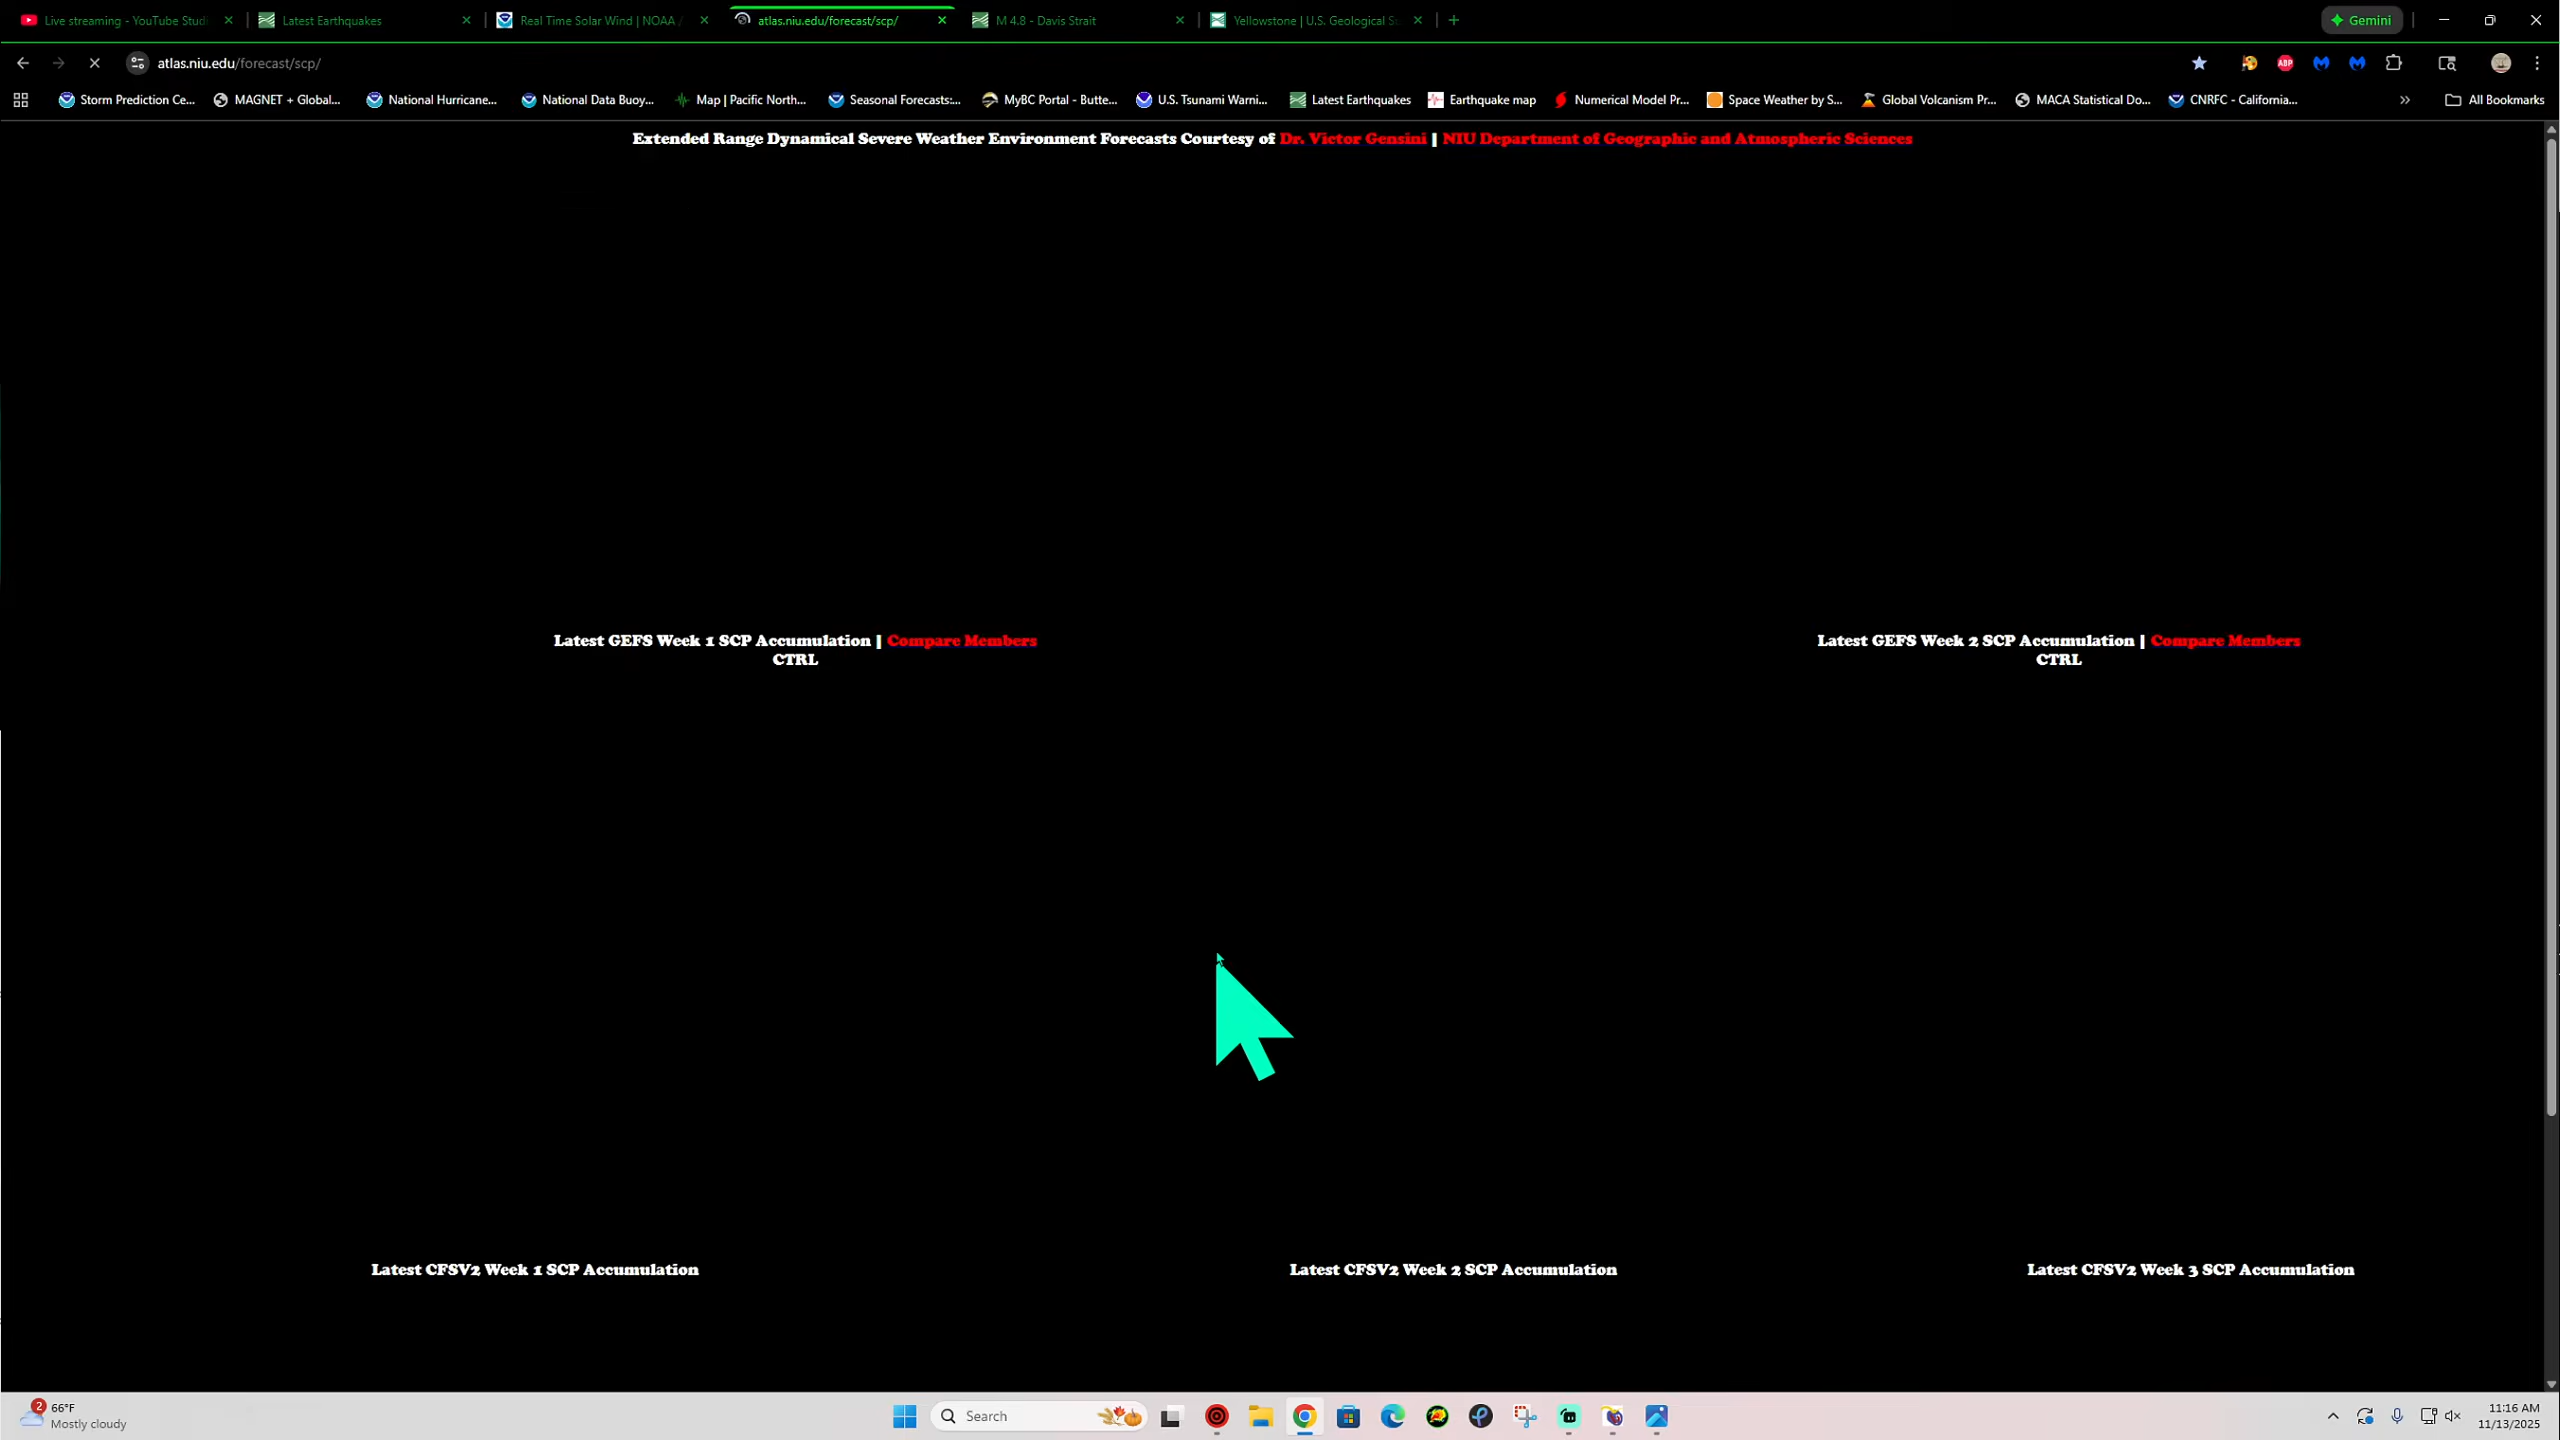 Live streaming - YouTube Studi
Latest Earthquakes
Real Time Solar Wind | NOAA /
atlas.niu.edu/forecast/scp/
M 4.8 - Davis Strait
Yellowstone | U.S. Geological S
Gemini
atlas.niu.edu/forecast/scp/
ABP
Storm Prediction Ce...
MAGNET + Global...
National Hurricane...
National Data Buoy...
Map | Pacific North...
Seasonal Forecasts:...
MyBC Portal - Butte...
U.S. Tsunami Warni...
Latest Earthquakes
Earthquake map
Numerical Model Pr...
Space Weather by S...
Global Volcanism Pr...
MACA Statistical Do...
CNRFC - California...
All Bookmarks
Extended Range Dynamical Severe Weather Environment Forecasts Courtesy of Dr. Victor Gensini | NIU Department of Geographic and Atmospheric Sciences
Latest GEFS Week 1 SCP Accumulation | Compare Members
CTRL
Latest GEFS Week 2 SCP Accumulation | Compare Members
CTRL
Latest CFSV2 Week 1 SCP Accumulation
Latest CFSV2 Week 2 SCP Accumulation
Latest CFSV2 Week 3 SCP Accumulation
2
66°F
Mostly cloudy
Search
11:16 AM
11/13/2025